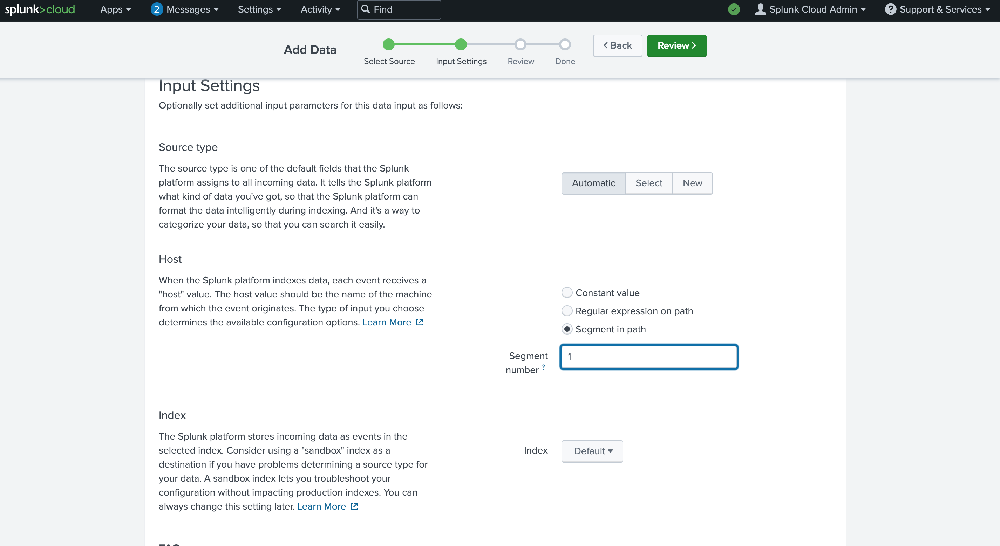 splunk>cloud Apps 2 Messages Settings Activity Find Splunk Cloud Admin ? Support & Services
Add Data
Select Source Input Settings Review Done
< Back Review >
Input Settings
Optionally set additional input parameters for this data input as follows:
Source type
The source type is one of the default fields that the Splunk
platform assigns to all incoming data. It tells the Splunk platform
what kind of data you've got, so that the Splunk platform can
format the data intelligently during indexing. And it's a way to
categorize your data, so that you can search it easily.
Automatic Select New
Host
When the Splunk platform indexes data, each event receives a
"host" value. The host value should be the name of the machine
from which the event originates. The type of input you choose
determines the available configuration options. Learn More
Constant value
Regular expression on path
Segment in path
Segment
number ?
1
Index
The Splunk platform stores incoming data as events in the
selected index. Consider using a "sandbox" index as a
destination if you have problems determining a source type for
your data. A sandbox index lets you troubleshoot your
configuration without impacting production indexes. You can
always change this setting later. Learn More
Index Default
FAQ